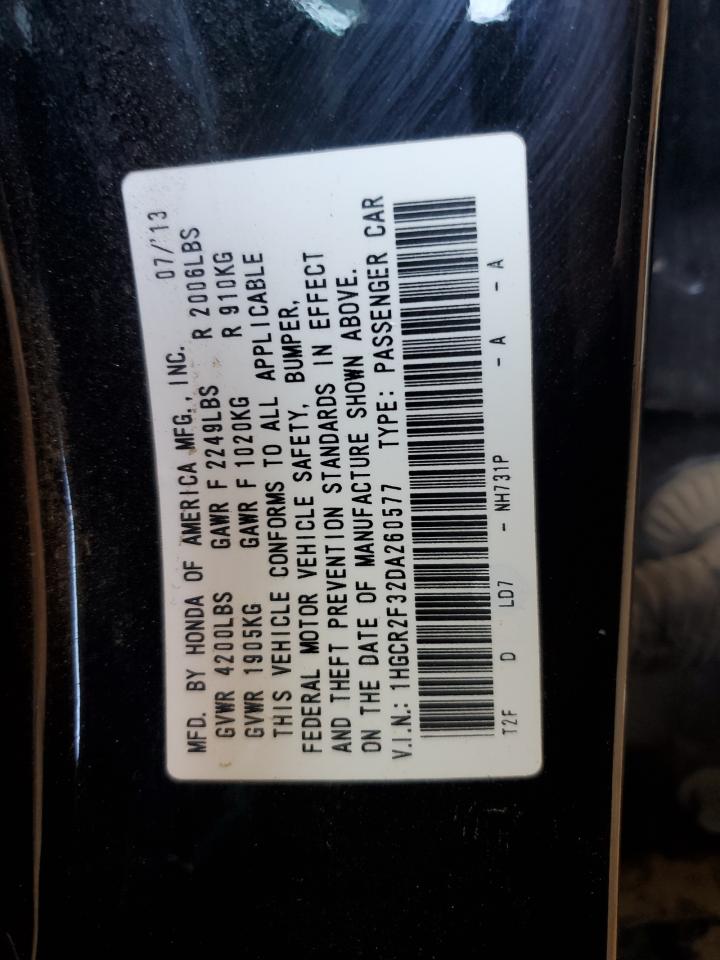 MFD. BY HONDA OF AMERICA MFG., INC. 07/'13
GVWR 4200LBS GAWR F 2249LBS R 2006LBS
GVWR 1905KG GAWR F 1020KG R 910KG
THIS VEHICLE CONFORMS TO ALL APPLICABLE
FEDERAL MOTOR VEHICLE SAFETY, BUMPER,
AND THEFT PREVENTION STANDARDS IN EFFECT
ON THE DATE OF MANUFACTURE SHOWN ABOVE.
V.I.N.: 1HGCR2F32DA260577 TYPE: PASSENGER CAR
T2F D LD7 - NH731P - A - A